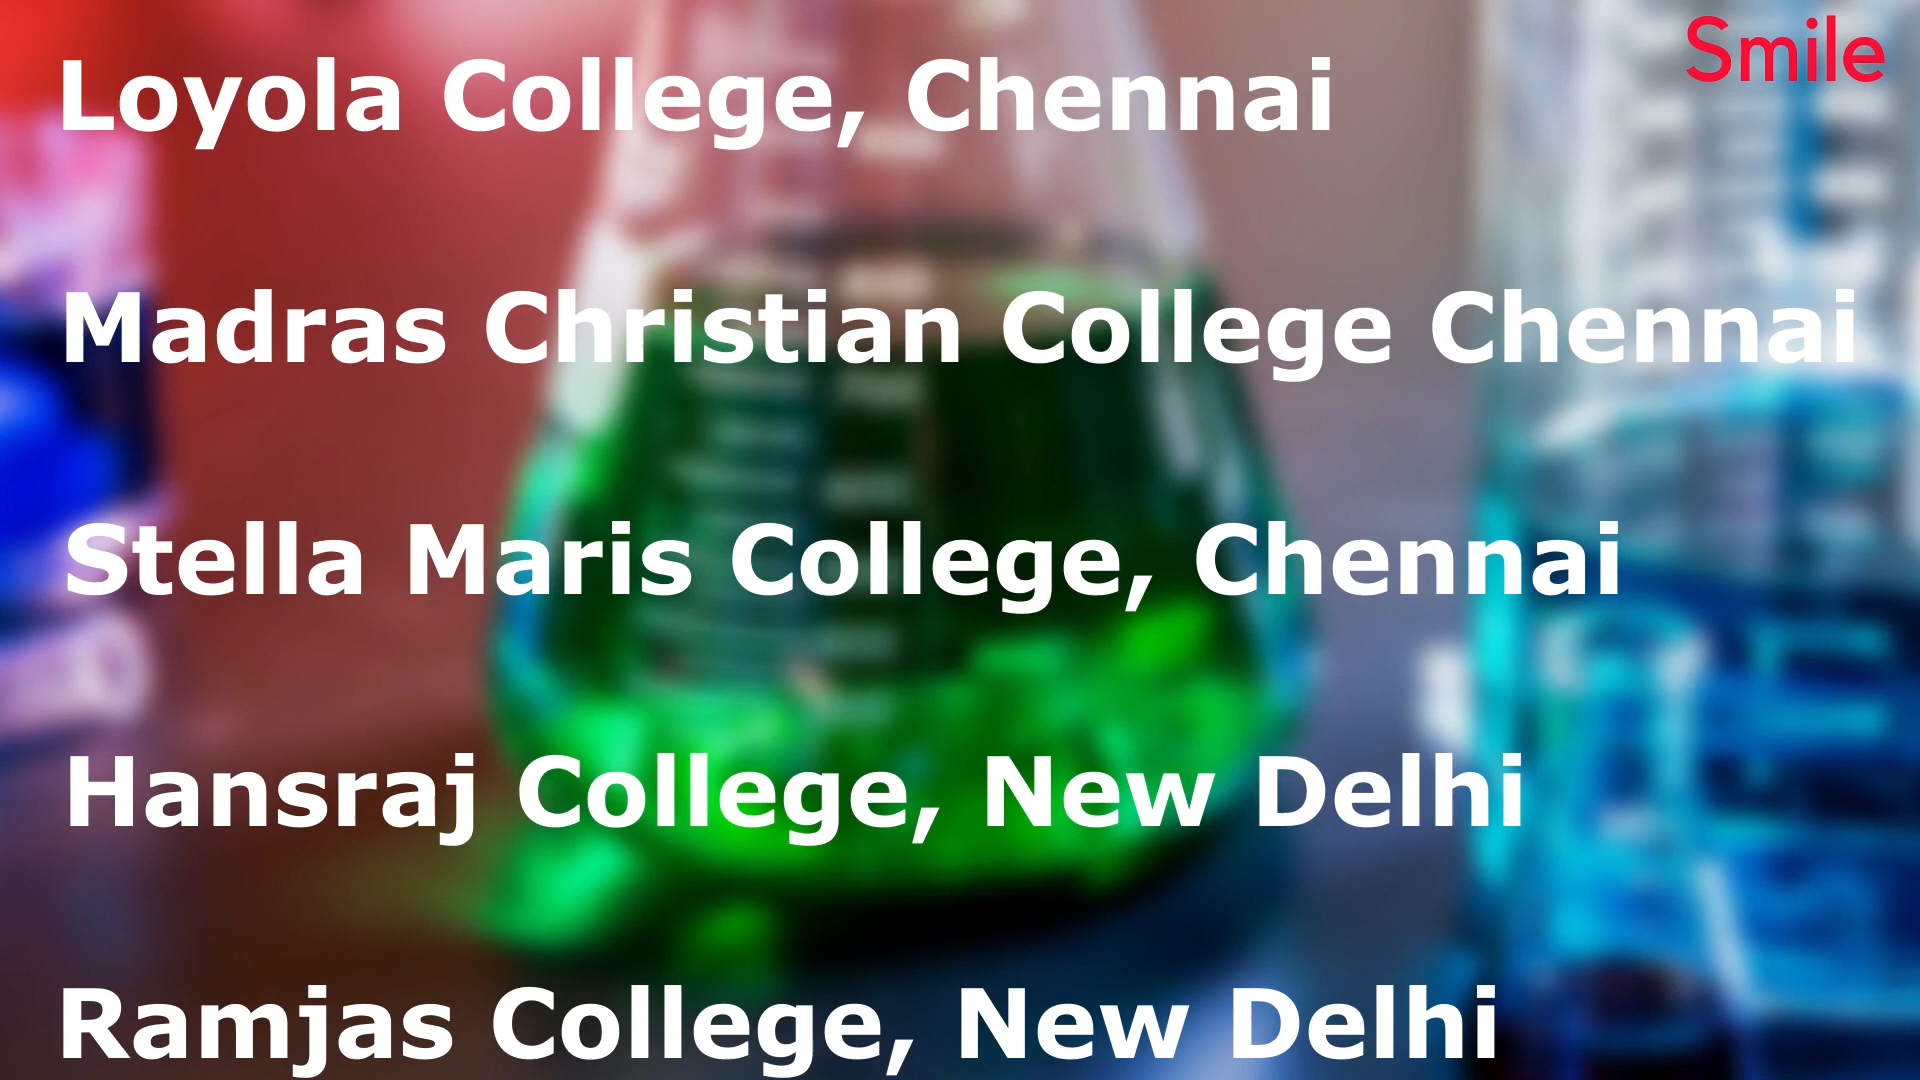 Smile
Loyola College, Chennai
Madras Christian College Chennai
Stella Maris College, Chennai
Hansraj College, New Delhi
Ramjas College, New Delhi